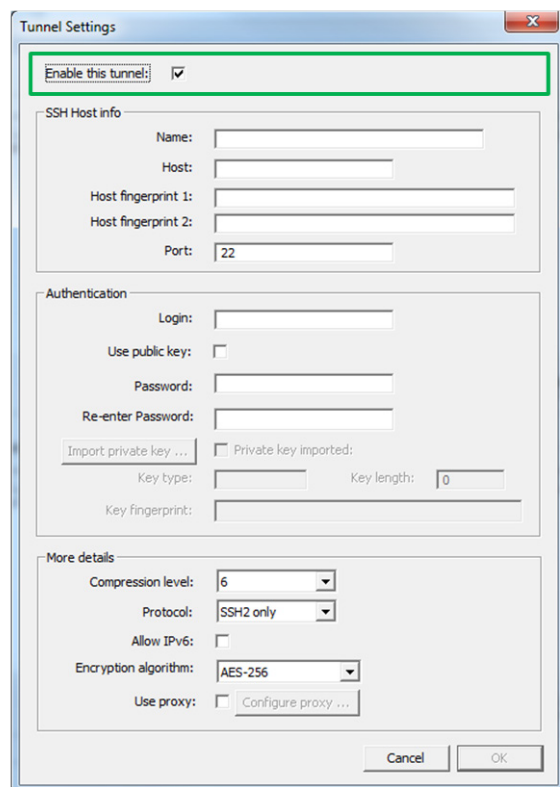 Tunnel Settings
Enable this tunnel:
SSH Host info
Name:
Host:
Host fingerprint 1:
Host fingerprint 2:
Port: 22
Authentication
Login:
Use public key:
Password:
Re-enter Password:
Import private key ... Private key imported:
Key type: Key length: 0
Key fingerprint:
More details
Compression level: 6
Protocol: SSH2 only
Allow IPv6:
Encryption algorithm: AES-256
Use proxy: Configure proxy ...
Cancel OK